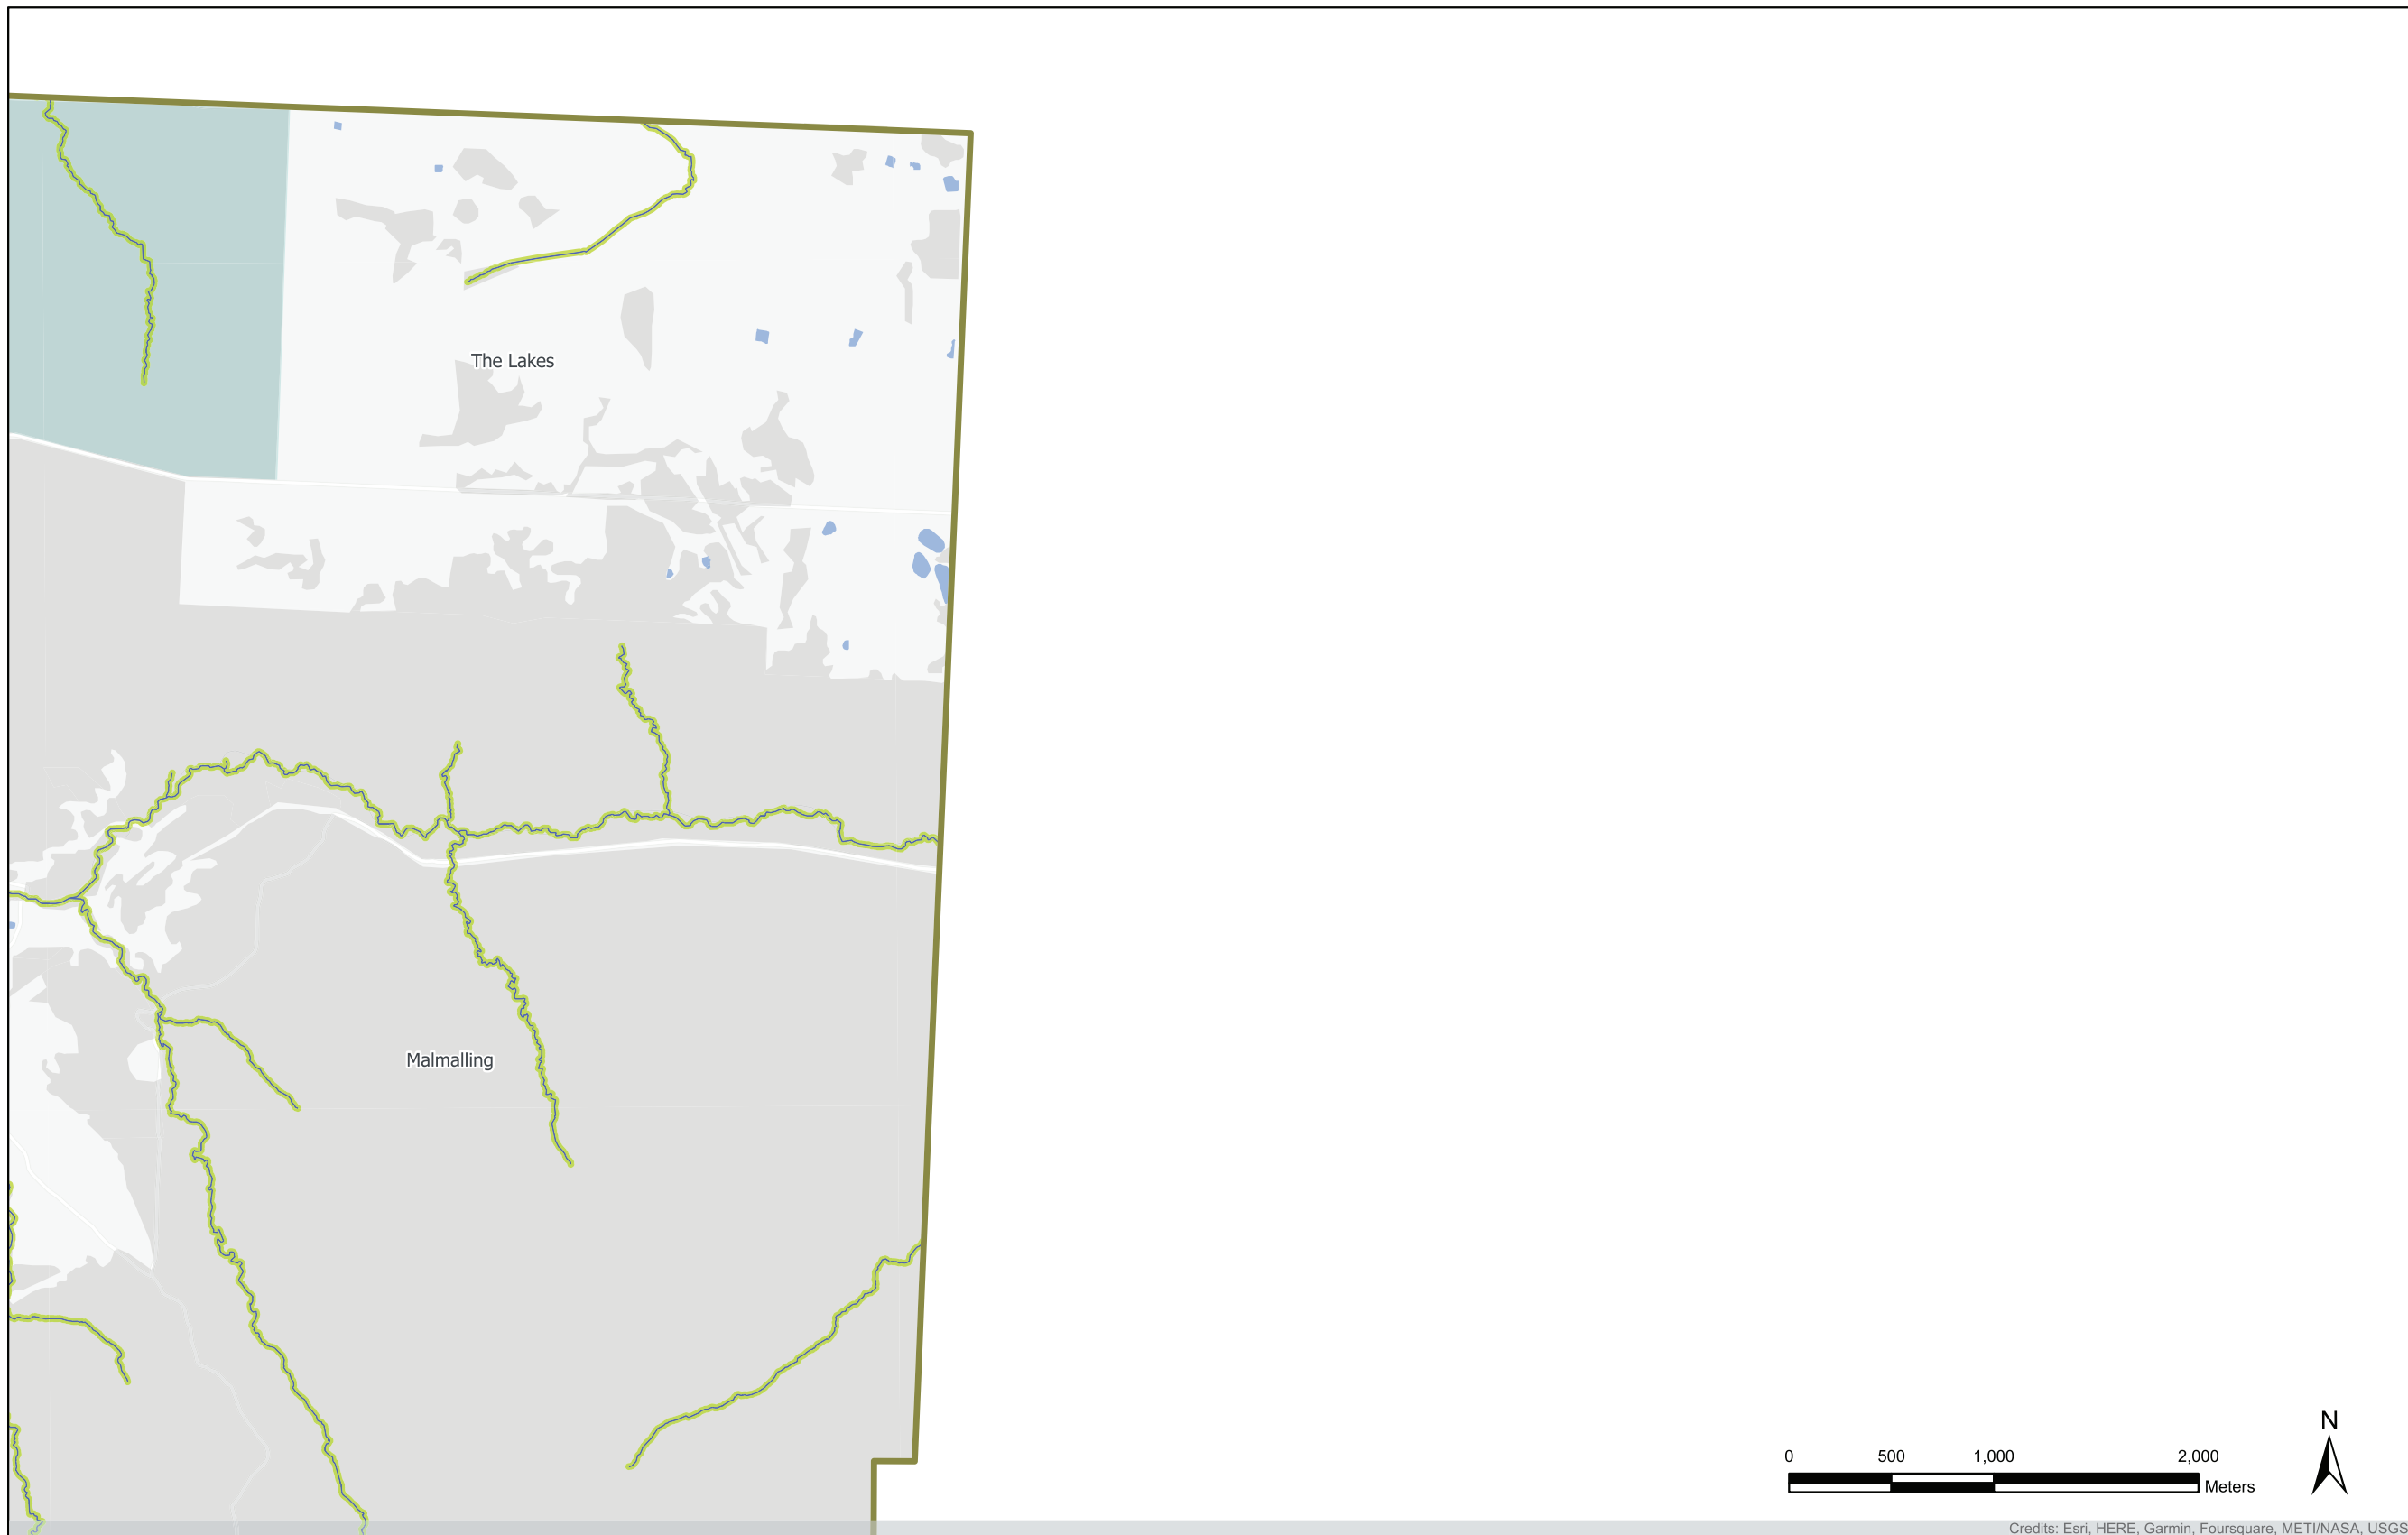 The Lakes
Malmalling
N
0 500 1,000 2,000
Meters
Credits: Esri, HERE, Garmin, Foursquare, METI/NASA, USGS